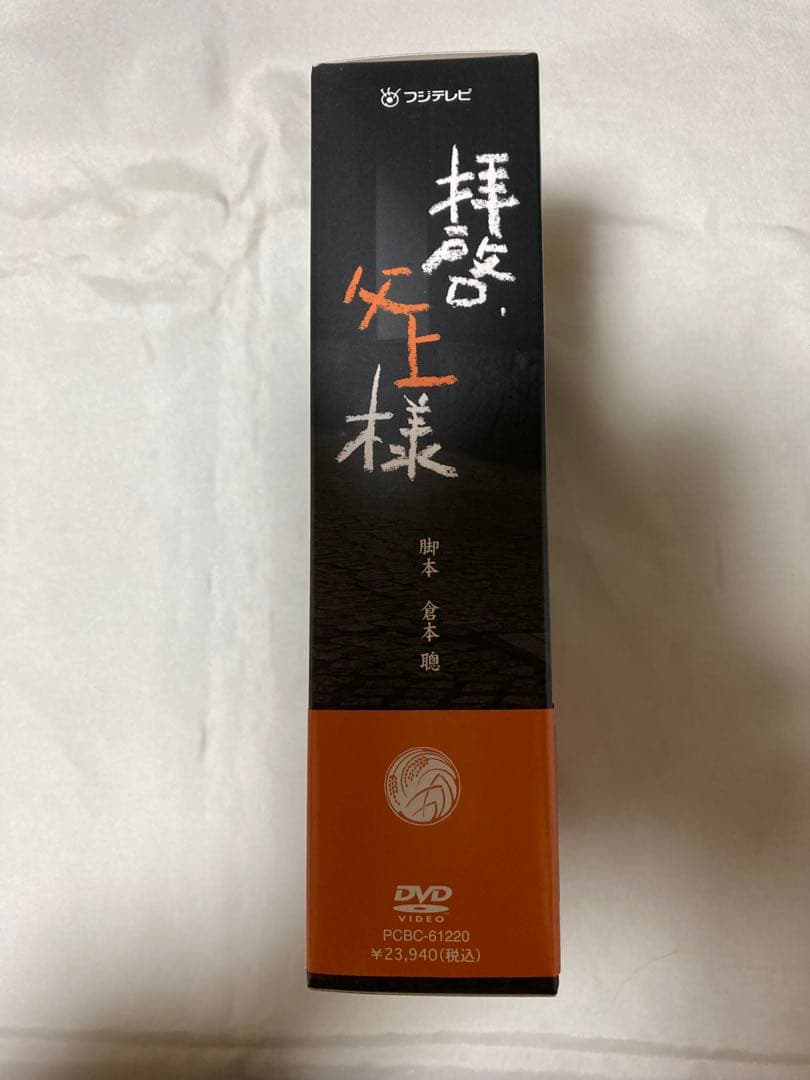 フジテレビ
拝啓、
父上
様
脚本 倉本 聰
DVD
VIDEO
PCBC-61220
¥23,940(税込)